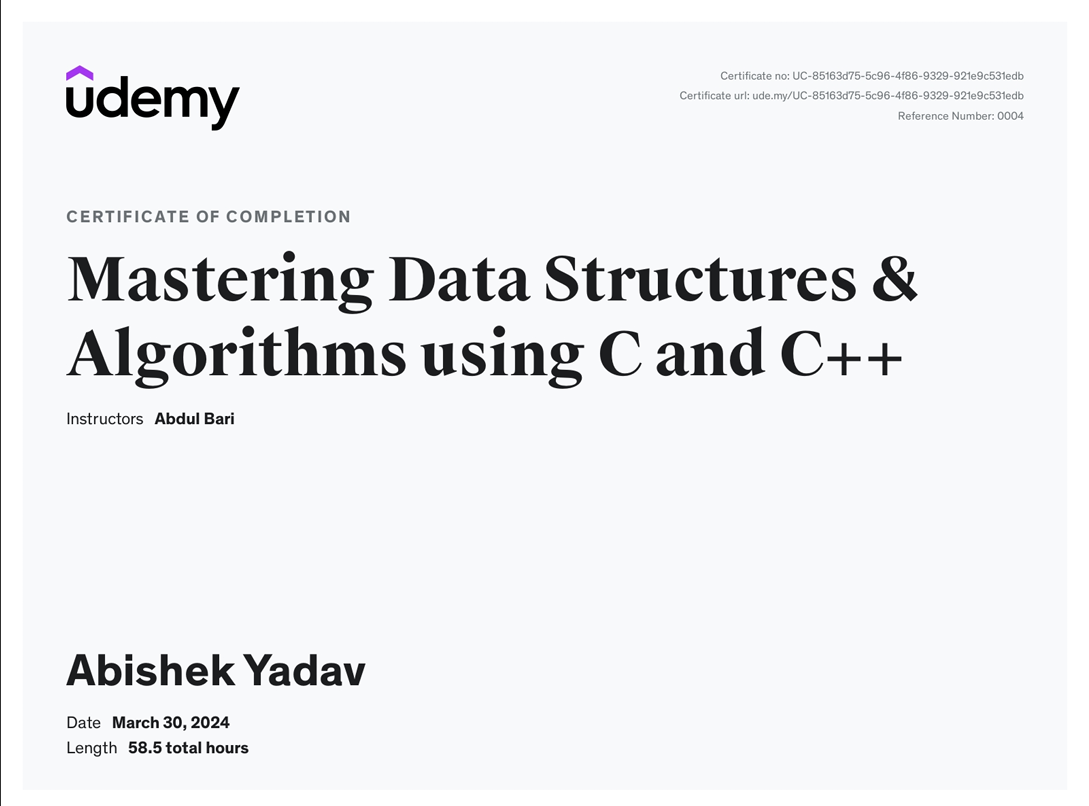 udemy
Certificate no: UC-85163d75-5c96-4f86-9329-921e9c531edb
Certificate url: ude.my/UC-85163d75-5c96-4f86-9329-921e9c531edb
Reference Number: 0004
CERTIFICATE OF COMPLETION
Mastering Data Structures &
Algorithms using C and C++
Instructors Abdul Bari
Abishek Yadav
Date March 30, 2024
Length 58.5 total hours